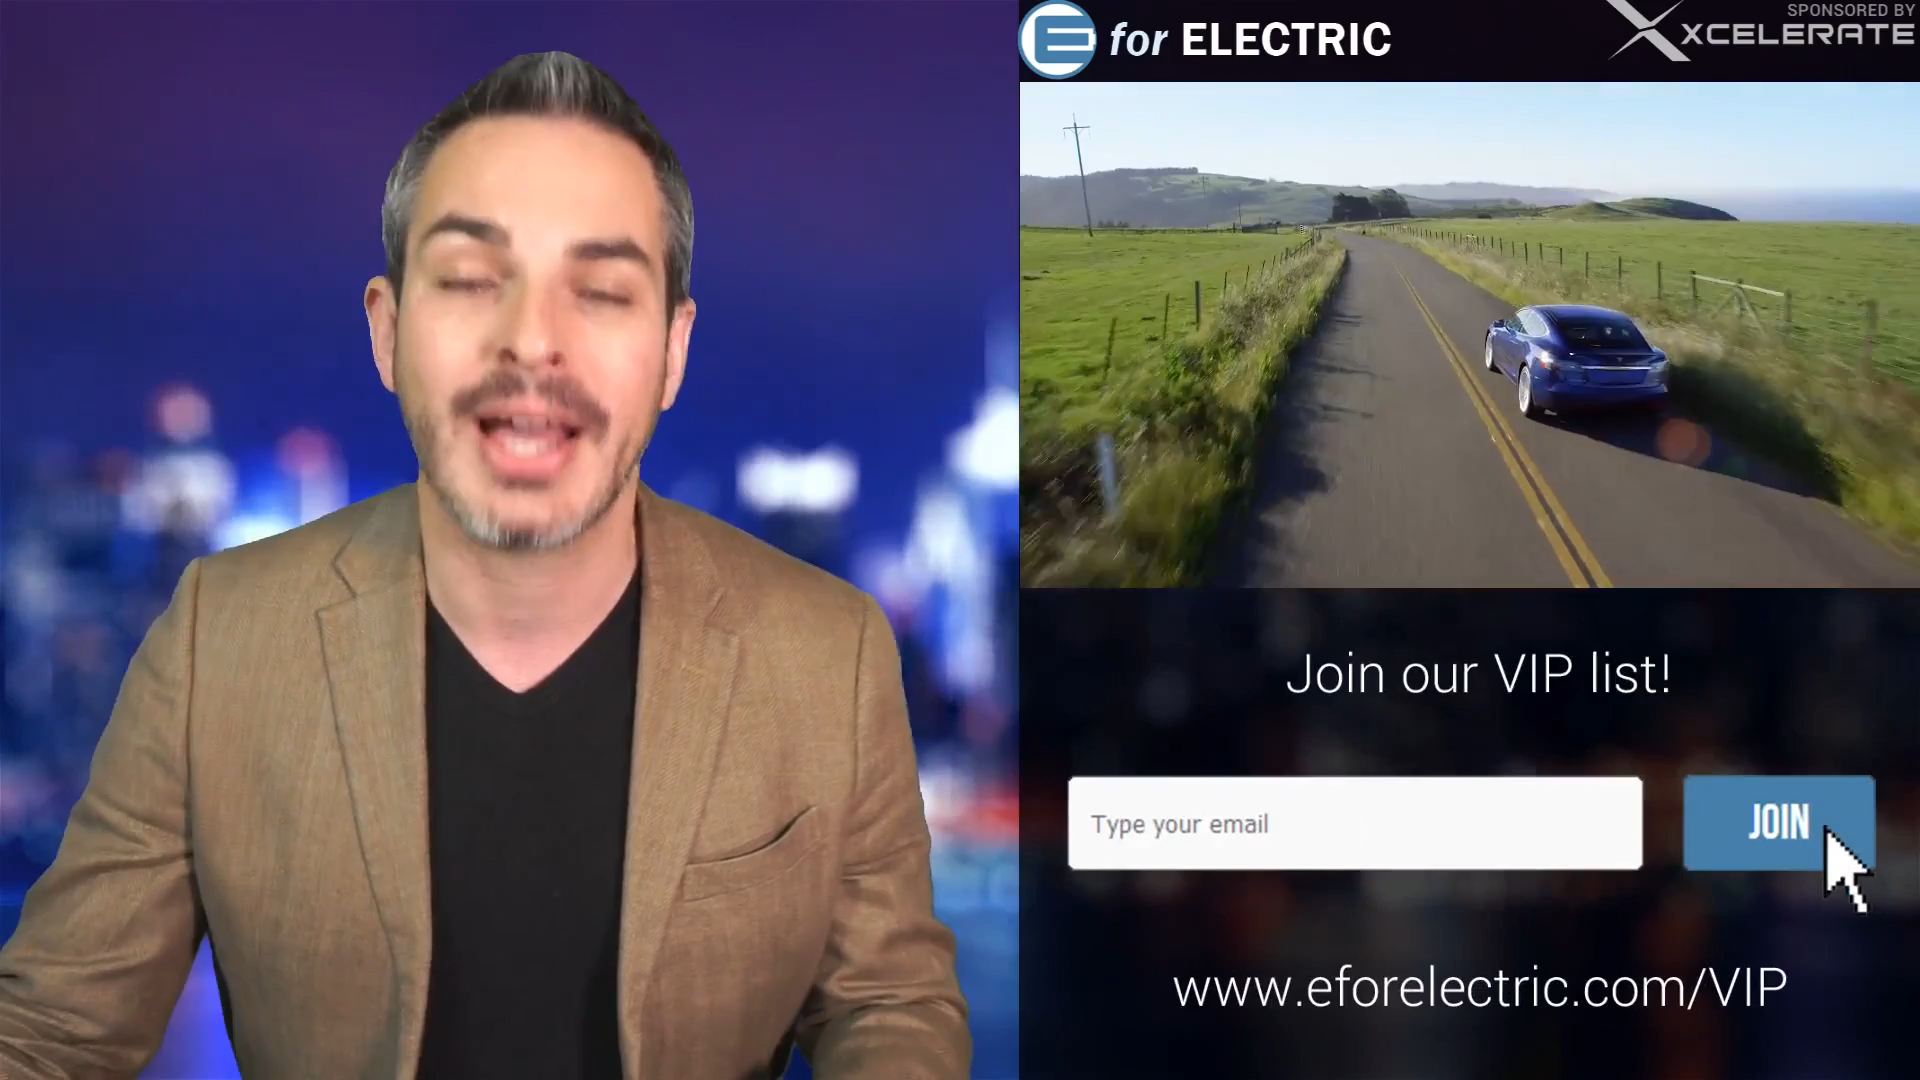 E for ELECTRIC
SPONSORED BY
XCELERATE
Join our VIP list!
Type your email
JOIN
www.eforelectric.com/VIP